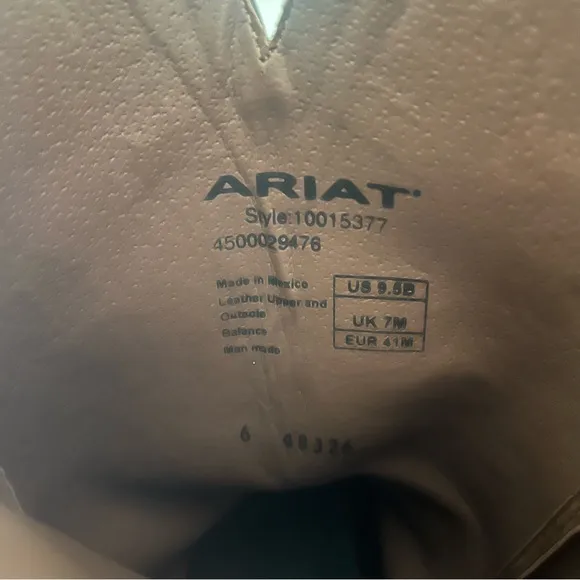 ARIAT
Style:10015377
4500029476
Made in Mexico
Leather Upper and
Outsole
Balance
Man made
US 9.5B
UK 7M
EUR 41M
6